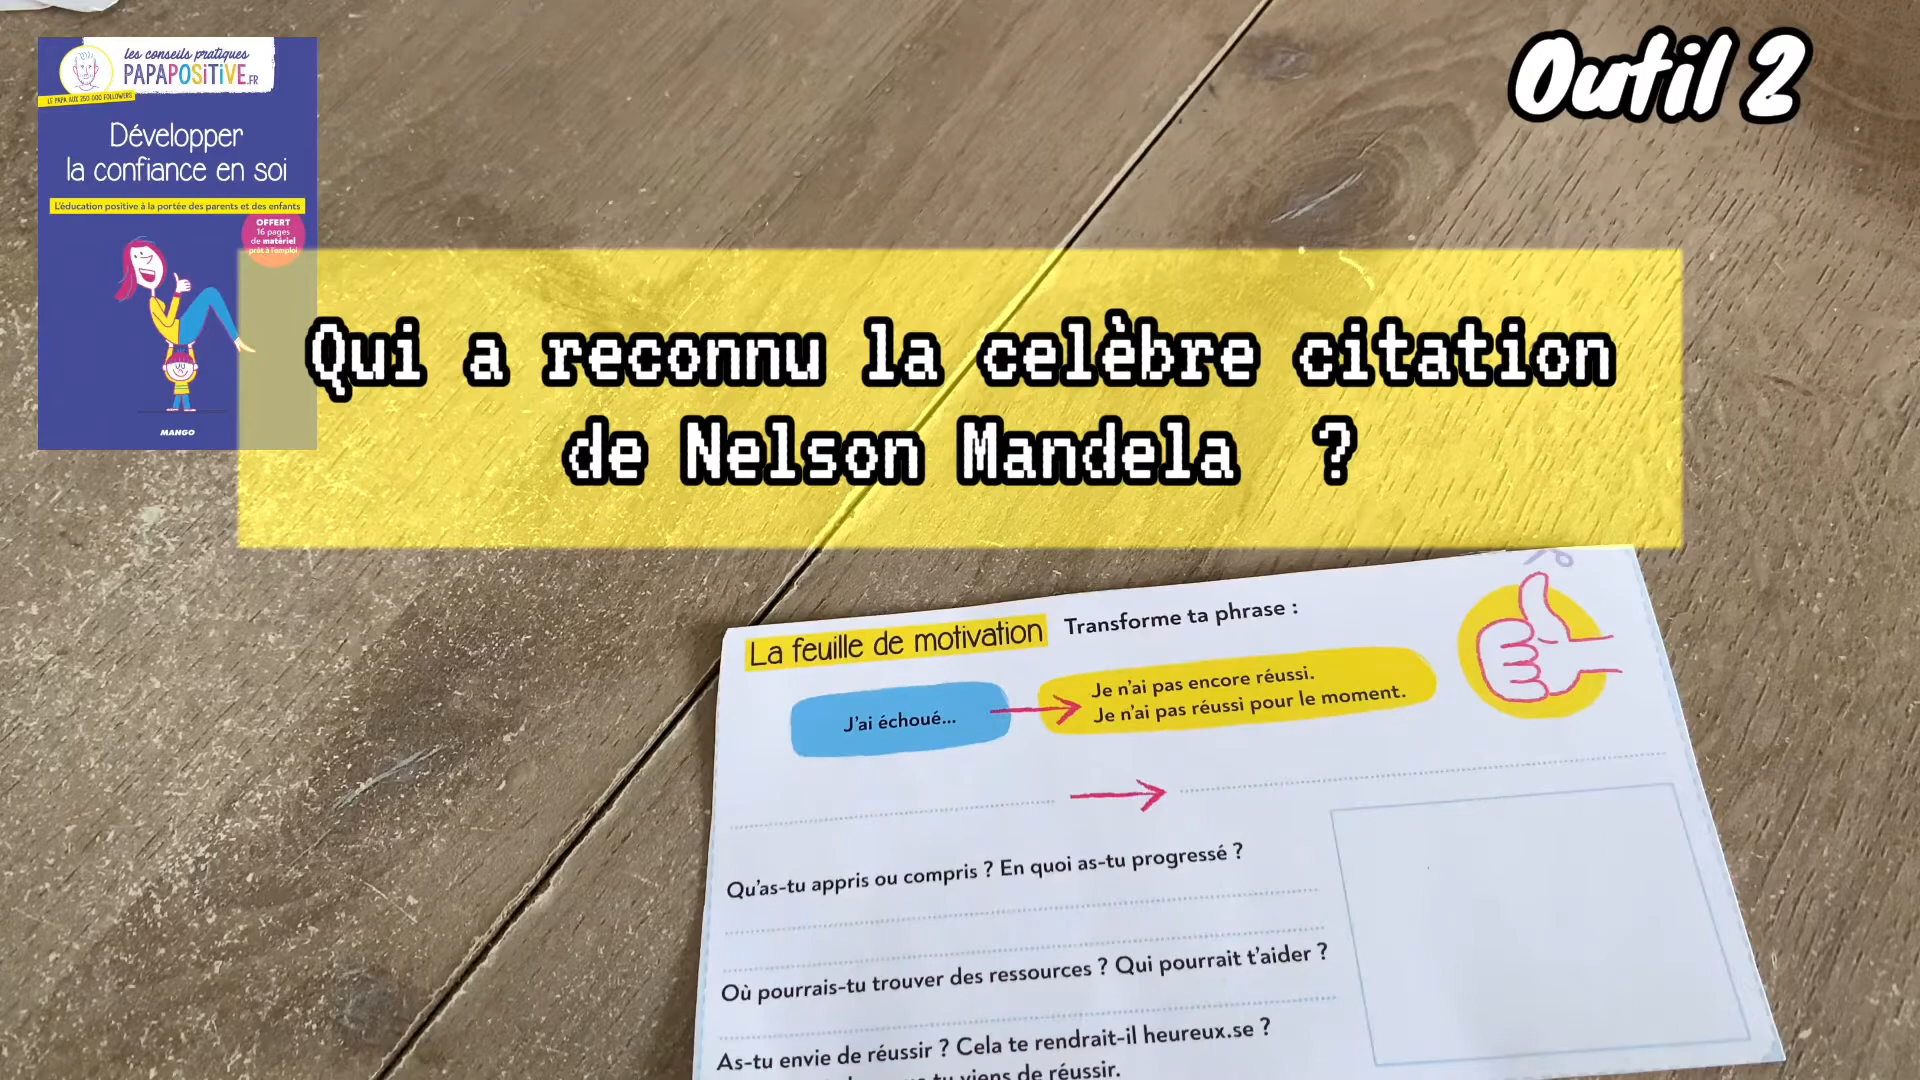 les conseils pratiques
PAPAPOSITIVE.FR
LE PAPA AUX 250 000 FOLLOWERS
Développer
la confiance en soi
L'éducation positive à la portée des parents et des enfants
OFFERT
16 pages
de matériel
prêt à l'emploi
MANGO
Outil 2
Qui a reconnu la celèbre citation
de Nelson Mandela ?
La feuille de motivation
Transforme ta phrase :
J'ai échoué...
Je n'ai pas encore réussi.
Je n'ai pas réussi pour le moment.
Qu'as-tu appris ou compris ? En quoi as-tu progressé ?
Où pourrais-tu trouver des ressources ? Qui pourrait t'aider ?
As-tu envie de réussir ? Cela te rendrait-il heureux.se ?
tu viens de réussir.